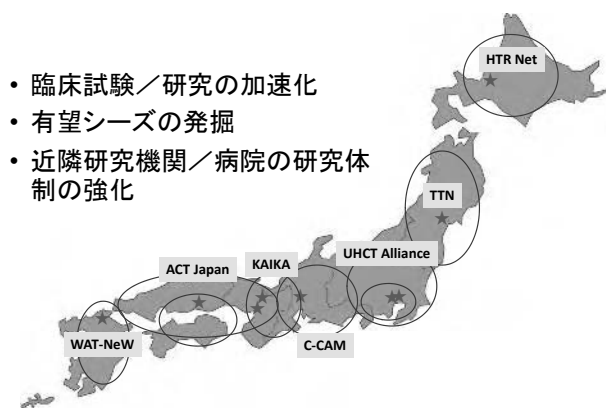 • 臨床試験／研究の加速化
• 有望シーズの発掘
• 近隣研究機関／病院の研究体
制の強化
HTR Net
TTN
UHCT Alliance
KAIKA
ACT Japan
WAT-NeW
C-CAM